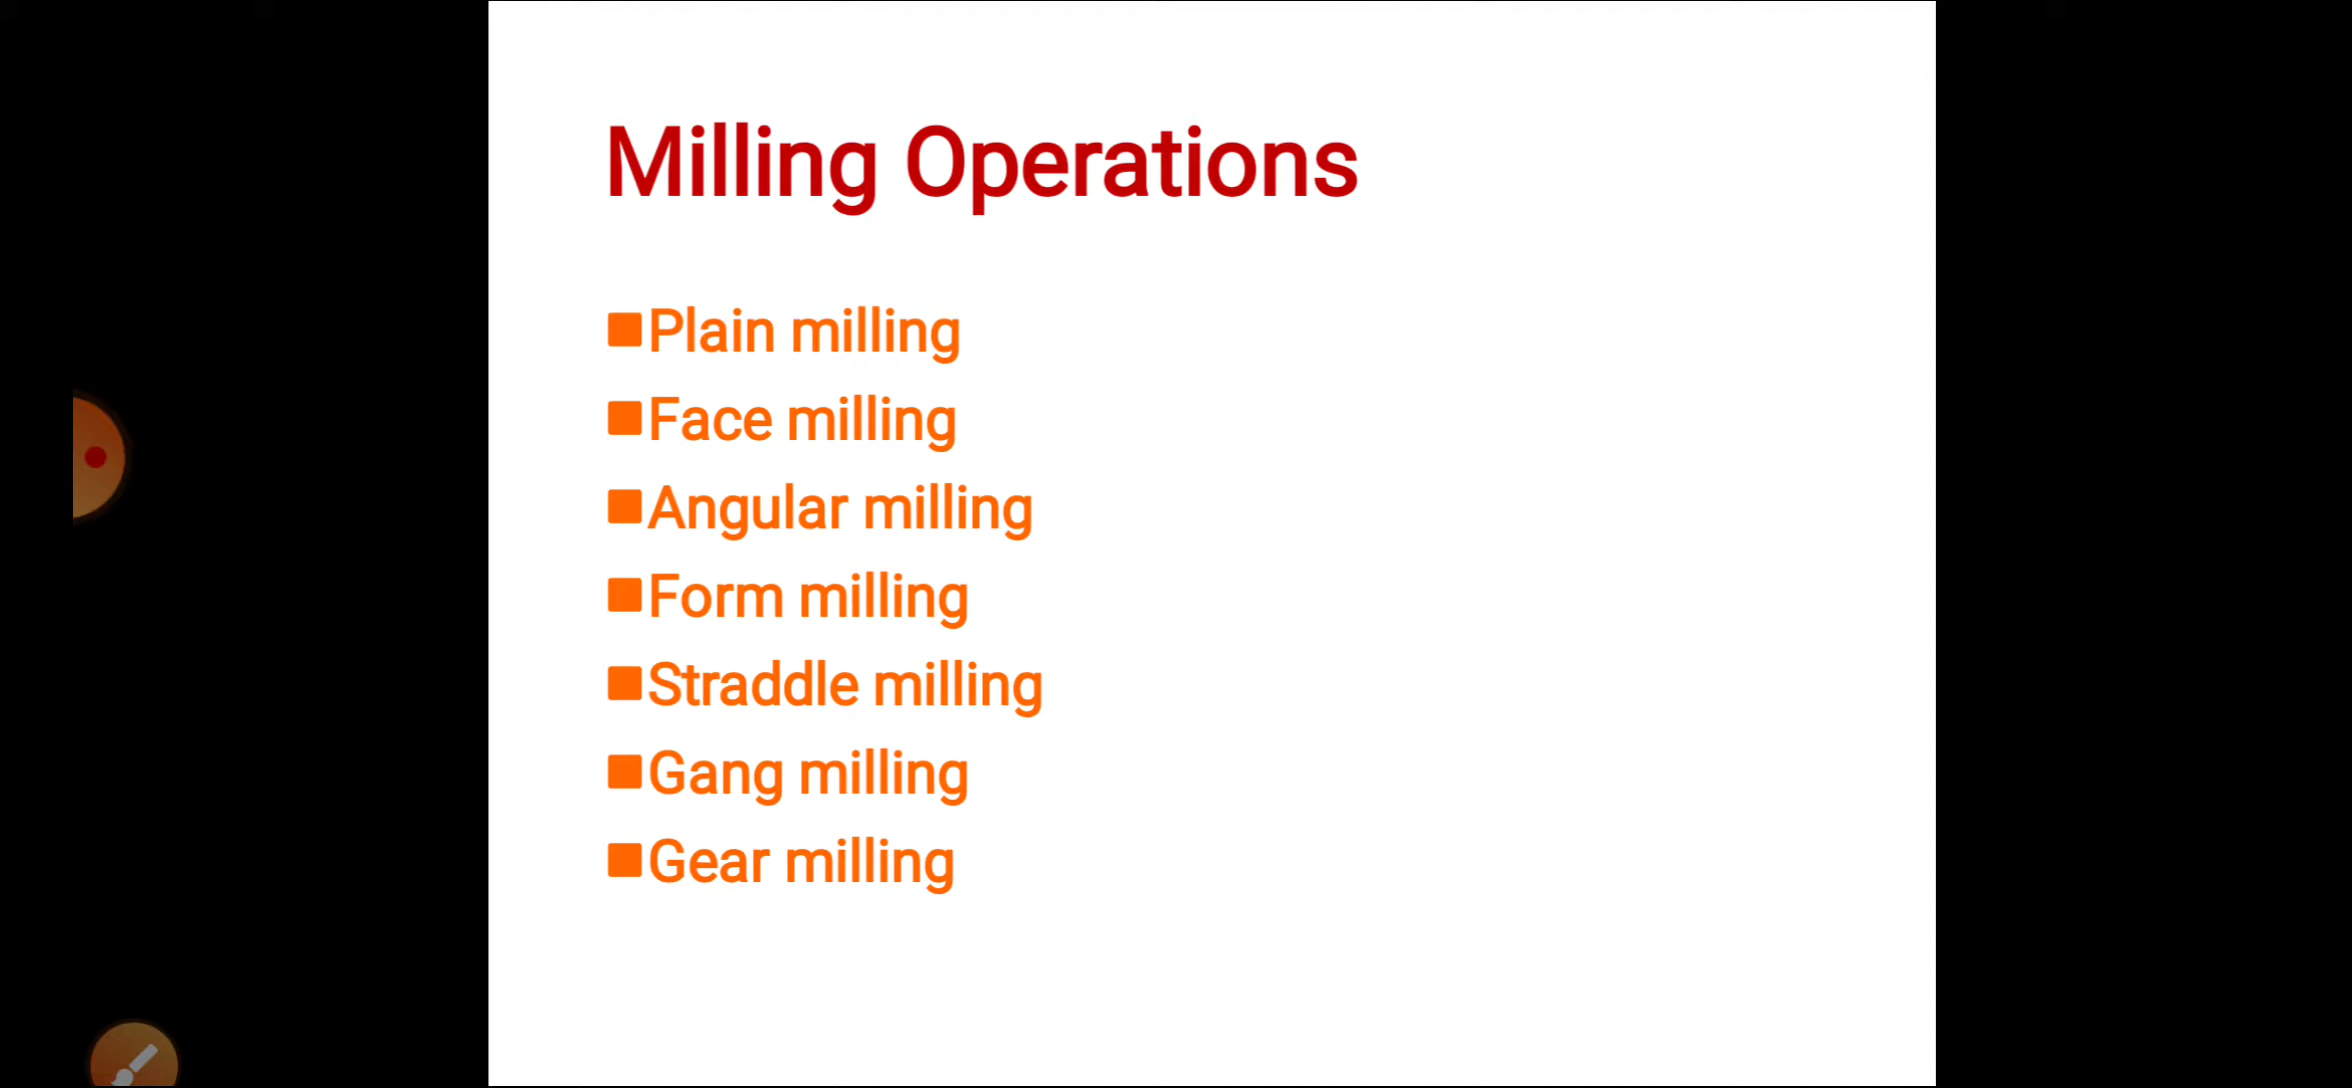 Milling Operations
Plain milling
Face milling
Angular milling
Form milling
Straddle milling
Gang milling
Gear milling